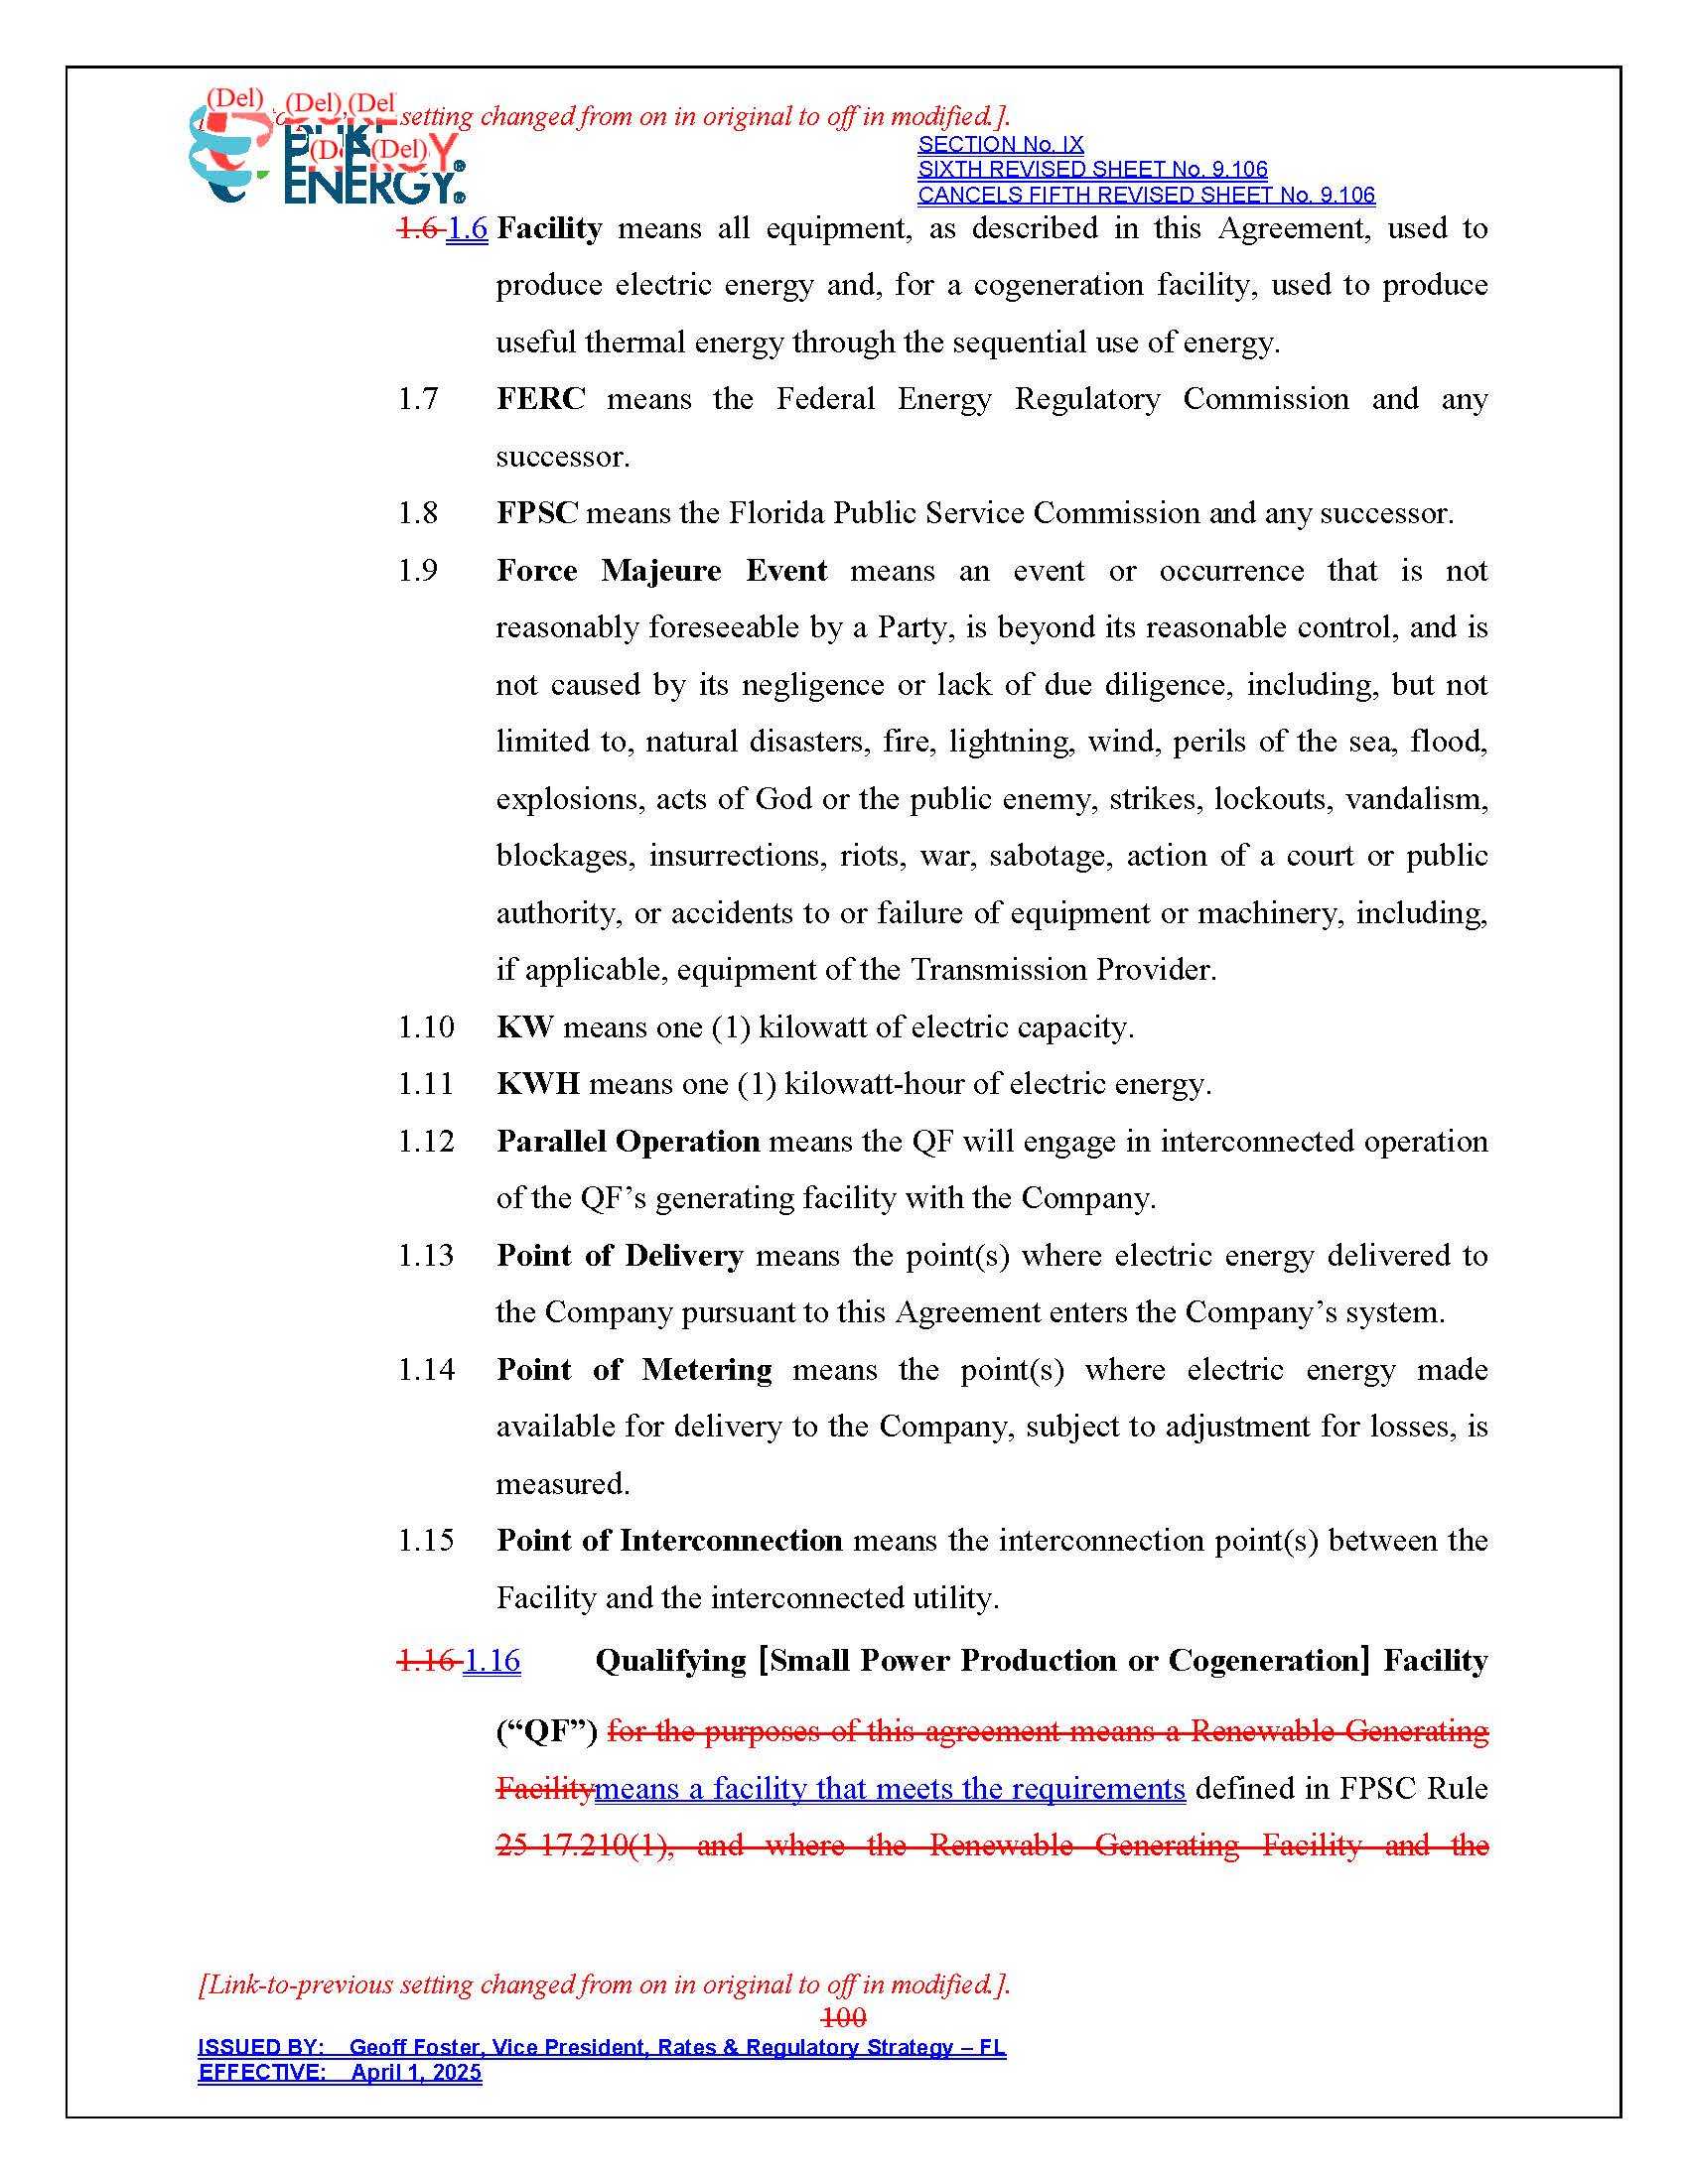 (Del) (Del) (Del
setting changed from on in original to off in modified.].
(Del)
ENERGY®
SECTION No. IX
SIXTH REVISED SHEET No. 9.106
CANCELS FIFTH REVISED SHEET No. 9.106
1.6 1.6 Facility means all equipment, as described in this Agreement, used to
produce electric energy and, for a cogeneration facility, used to produce
useful thermal energy through the sequential use of energy.
1.7 FERC means the Federal Energy Regulatory Commission and any
successor.
1.8 FPSC means the Florida Public Service Commission and any successor.
1.9 Force Majeure Event means an event or occurrence that is not
reasonably foreseeable by a Party, is beyond its reasonable control, and is
not caused by its negligence or lack of due diligence, including, but not
limited to, natural disasters, fire, lightning, wind, perils of the sea, flood,
explosions, acts of God or the public enemy, strikes, lockouts, vandalism,
blockages, insurrections, riots, war, sabotage, action of a court or public
authority, or accidents to or failure of equipment or machinery, including,
if applicable, equipment of the Transmission Provider.
1.10 KW means one (1) kilowatt of electric capacity.
1.11 KWH means one (1) kilowatt-hour of electric energy.
1.12 Parallel Operation means the QF will engage in interconnected operation
of the QF’s generating facility with the Company.
1.13 Point of Delivery means the point(s) where electric energy delivered to
the Company pursuant to this Agreement enters the Company’s system.
1.14 Point of Metering means the point(s) where electric energy made
available for delivery to the Company, subject to adjustment for losses, is
measured.
1.15 Point of Interconnection means the interconnection point(s) between the
Facility and the interconnected utility.
1.16 1.16 Qualifying [Small Power Production or Cogeneration] Facility
(“QF”) for the purposes of this agreement means a Renewable Generating
Facilitymeans a facility that meets the requirements defined in FPSC Rule
25-17.210(1), and where the Renewable Generating Facility and the
[Link-to-previous setting changed from on in original to off in modified.].
100
ISSUED BY: Geoff Foster, Vice President, Rates & Regulatory Strategy – FL
EFFECTIVE: April 1, 2025